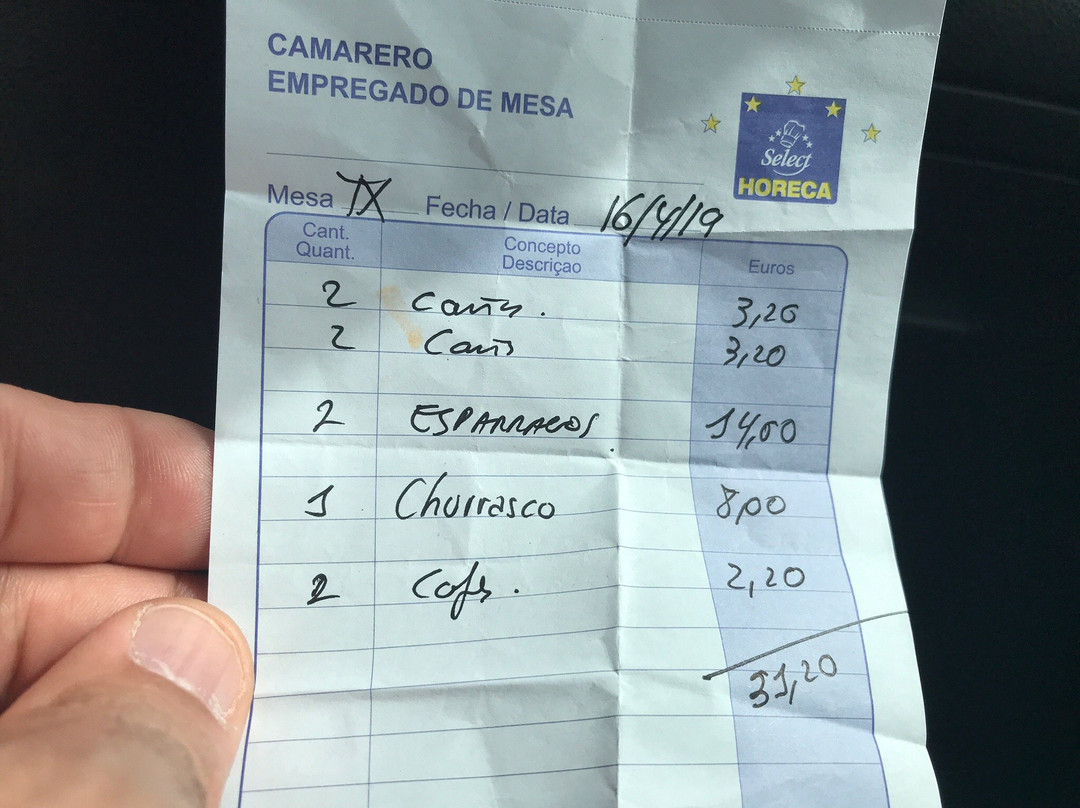 CAMARERO
EMPREGADO DE MESA
Select
HORECA
Mesa TX Fecha / Data 16/4/19
Cant. Quant. Concepto Descriçao Euros
2 Cañas. 3,20
2 Cañas 3,20
2 ESPARRAGOS. 14,60
1 Churrasco 8,00
2 Cafés. 2,20
31,20